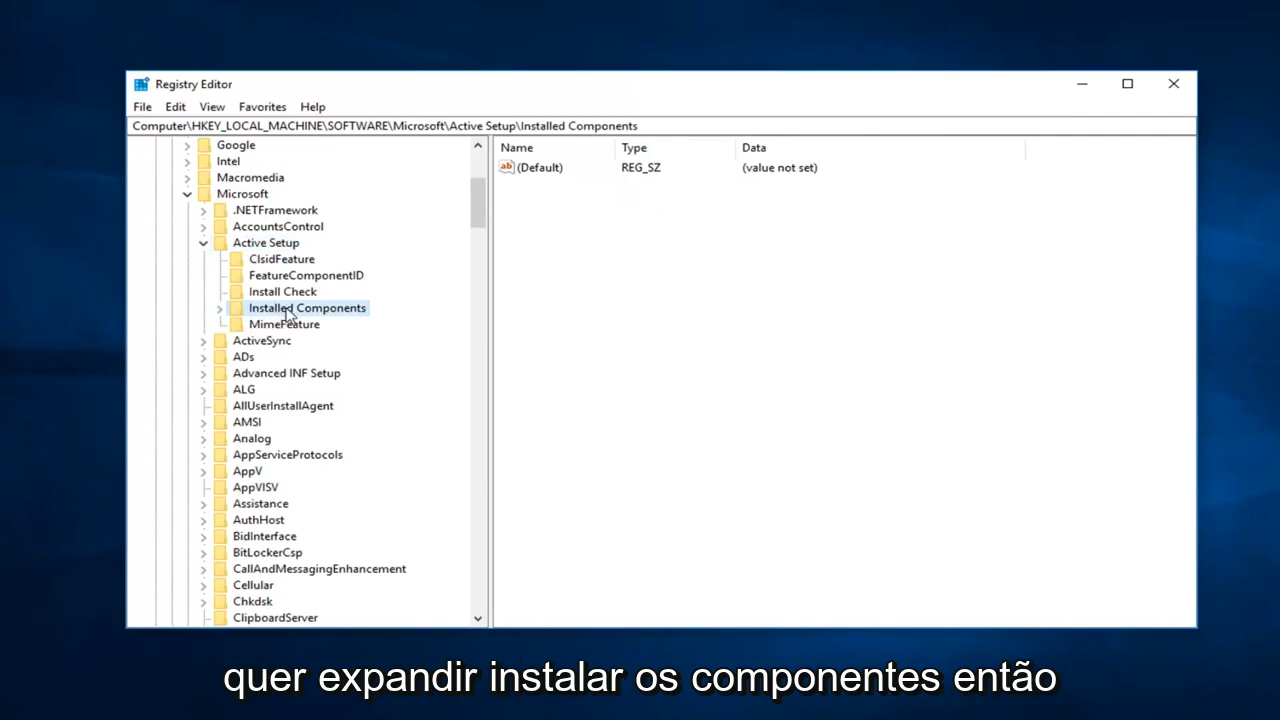 Registry Editor
File Edit View Favorites Help
Computer\HKEY_LOCAL_MACHINE\SOFTWARE\Microsoft\Active Setup\Installed Components
Google
Intel
Macromedia
Microsoft
.NETFramework
AccountsControl
Active Setup
ClsidFeature
FeatureComponentID
Install Check
Installed Components
MimeFeature
ActiveSync
ADs
Advanced INF Setup
ALG
AllUserInstallAgent
AMSI
Analog
AppServiceProtocols
AppV
AppVISV
Assistance
AuthHost
BidInterface
BitLockerCsp
CallAndMessagingEnhancement
Cellular
Chkdsk
ClipboardServer
Name Type Data
ab (Default) REG_SZ (value not set)
quer expandir instalar os componentes então